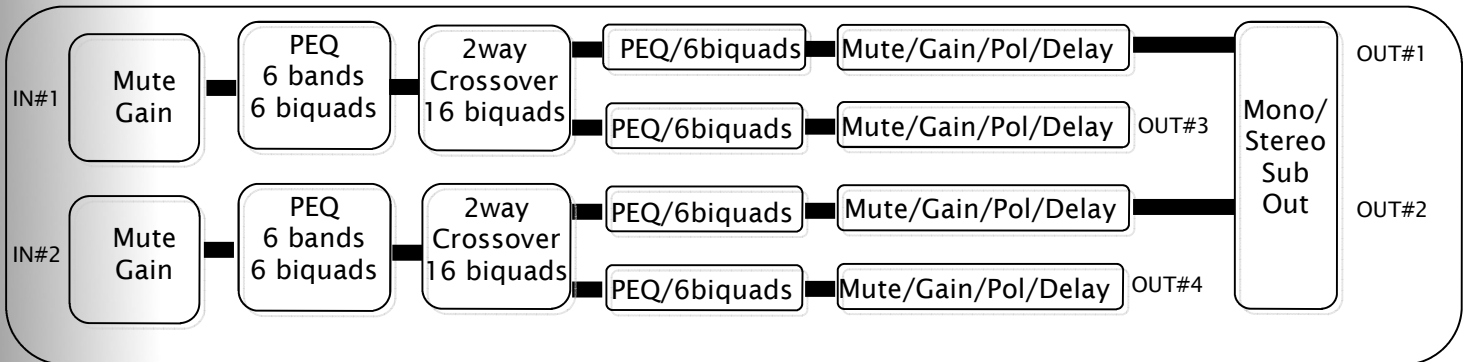 IN#1
Mute
Gain
PEQ
6 bands
6 biquads
2way
Crossover
16 biquads
PEQ/6biquads
Mute/Gain/Pol/Delay
OUT#1
PEQ/6biquads
Mute/Gain/Pol/Delay
OUT#3
IN#2
Mute
Gain
PEQ
6 bands
6 biquads
2way
Crossover
16 biquads
PEQ/6biquads
Mute/Gain/Pol/Delay
OUT#2
PEQ/6biquads
Mute/Gain/Pol/Delay
OUT#4
Mono/
Stereo
Sub
Out